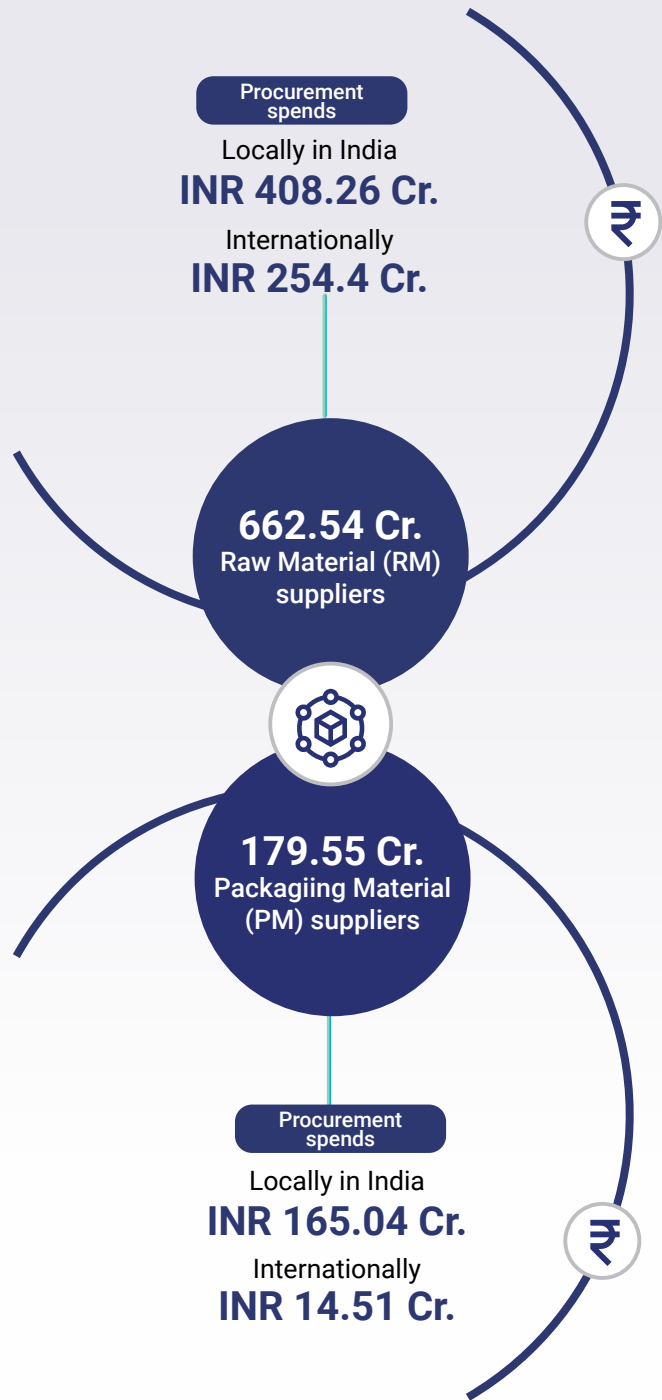 Procurement
spends
Locally in India
INR 408.26 Cr.
Internationally
INR 254.4 Cr.
₹
662.54 Cr.
Raw Material (RM)
suppliers
179.55 Cr.
Packagiing Material
(PM) suppliers
Procurement
spends
Locally in India
INR 165.04 Cr.
₹
Internationally
INR 14.51 Cr.